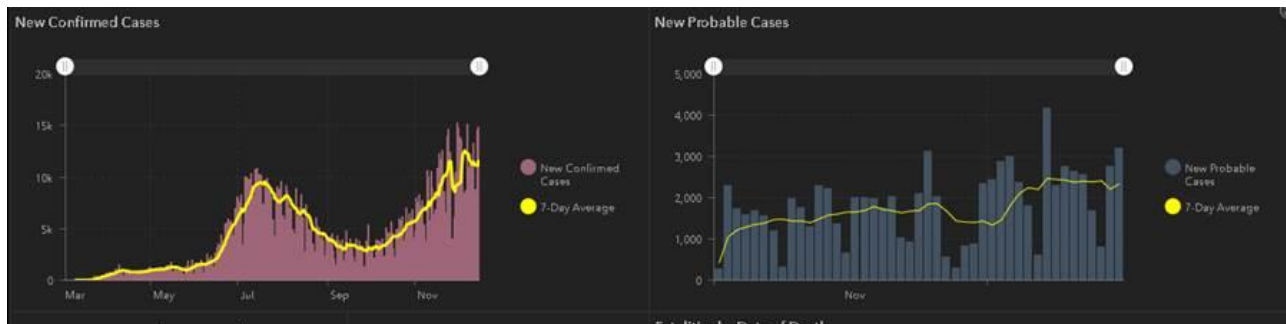 New Confirmed Cases
20k
15k
10k
5k
0
Mar
May
Jul
Sep
Nov
New Confirmed
Cases
7-Day Average
New Probable Cases
5,000
4,000
3,000
2,000
1,000
0
Nov
New Probable
Cases
7-Day Average